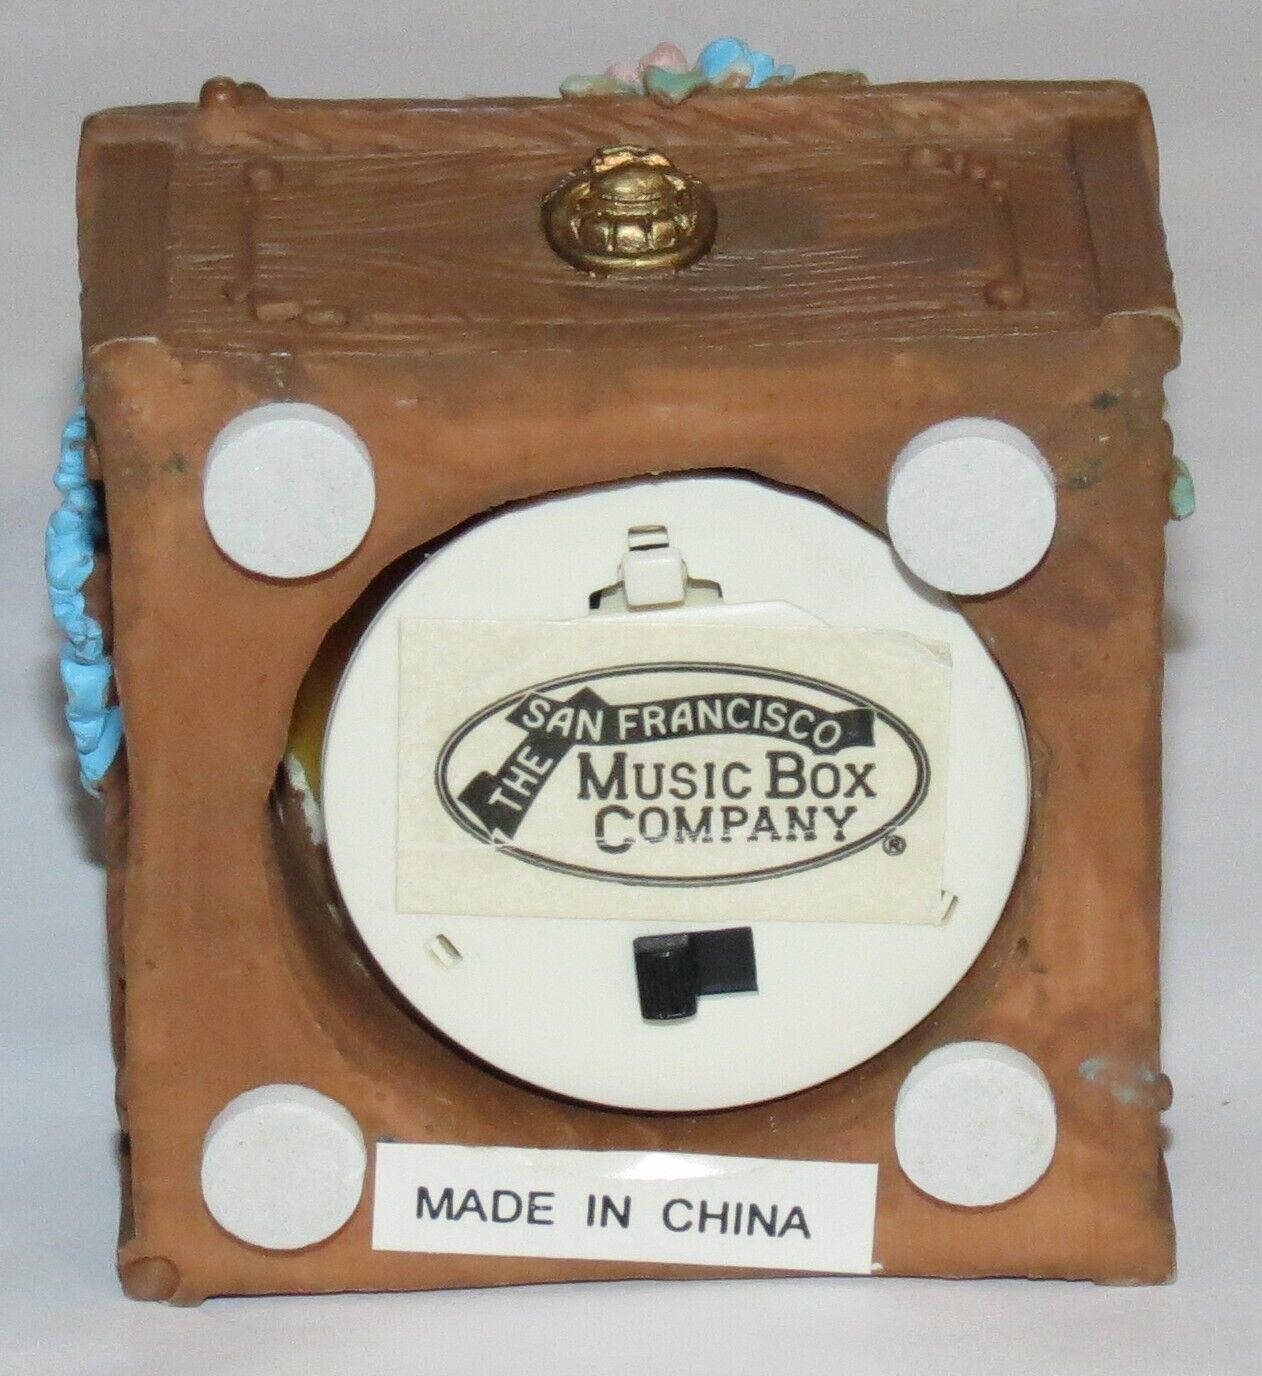 THE SAN FRANCISCO
MUSIC BOX
COMPANY
®
MADE IN CHINA